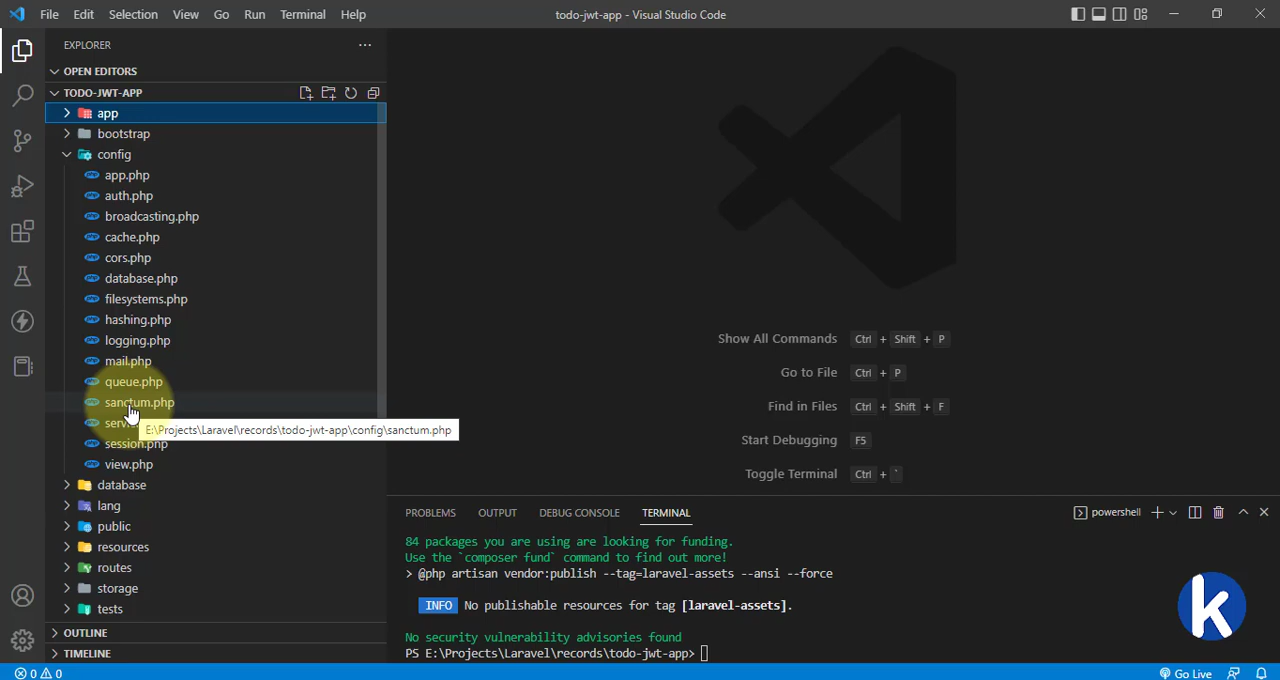 File Edit Selection View Go Run Terminal Help
todo-jwt-app - Visual Studio Code
EXPLORER
OPEN EDITORS
TODO-JWT-APP
app
bootstrap
config
app.php
auth.php
broadcasting.php
cache.php
cors.php
database.php
filesystems.php
hashing.php
logging.php
mail.php
queue.php
sanctum.php
E:\Projects\Laravel\records\todo-jwt-app\config\sanctum.php
session.php
view.php
database
lang
public
resources
routes
storage
tests
OUTLINE
TIMELINE
Show All Commands Ctrl + Shift + P
Go to File Ctrl + P
Find in Files Ctrl + Shift + F
Start Debugging F5
Toggle Terminal Ctrl + `
PROBLEMS OUTPUT DEBUG CONSOLE TERMINAL
powershell
84 packages you are using are looking for funding.
Use the `composer fund` command to find out more!
> @php artisan vendor:publish --tag=laravel-assets --ansi --force
INFO No publishable resources for tag [laravel-assets].
No security vulnerability advisories found
PS E:\Projects\Laravel\records\todo-jwt-app>
k
0 0
Go Live